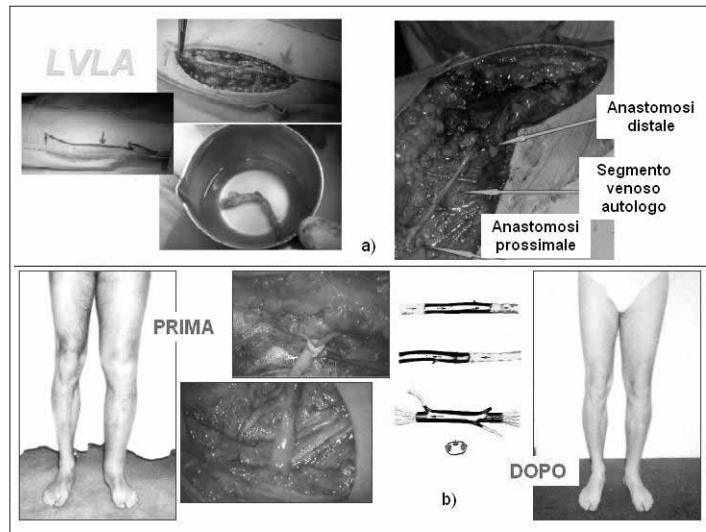 LVLA
Anastomosi
distale
Segmento
venoso
autologo
Anastomosi
prossimale
a)
PRIMA
b)
DOPO